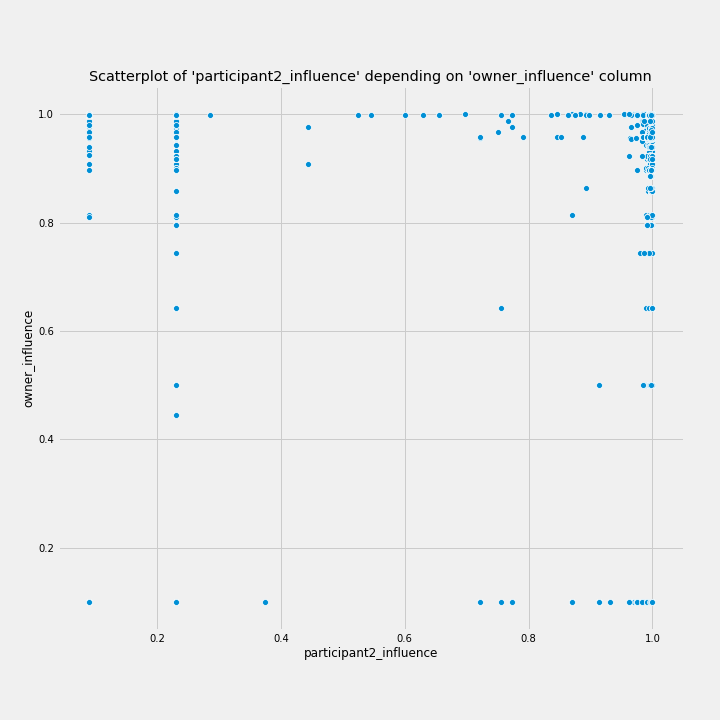 Scatterplot of 'participant2_influence' depending on 'owner_influence' column
1.0
0.8
0.6
0.4
0.2
owner_influence
0.2 0.4 0.6 0.8 1.0
participant2_influence